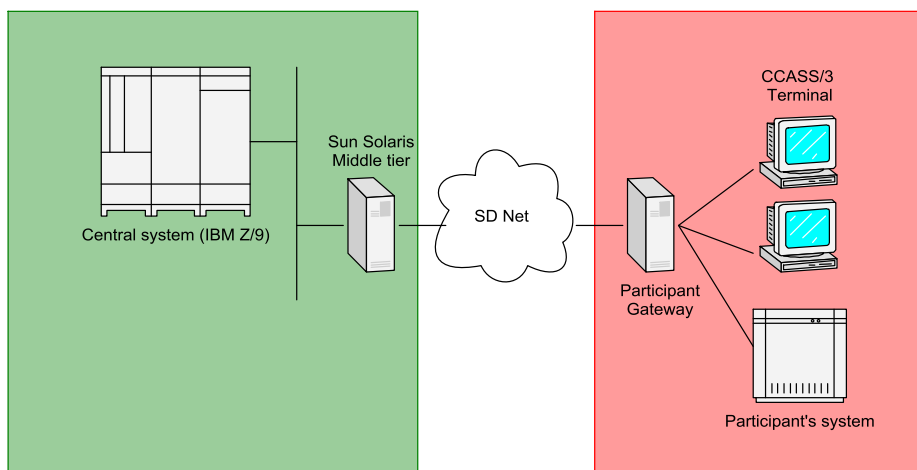 Central system (IBM Z/9)
Sun Solaris
Middle tier
SD Net
Participant
Gateway
CCASS/3
Terminal
Participant's system